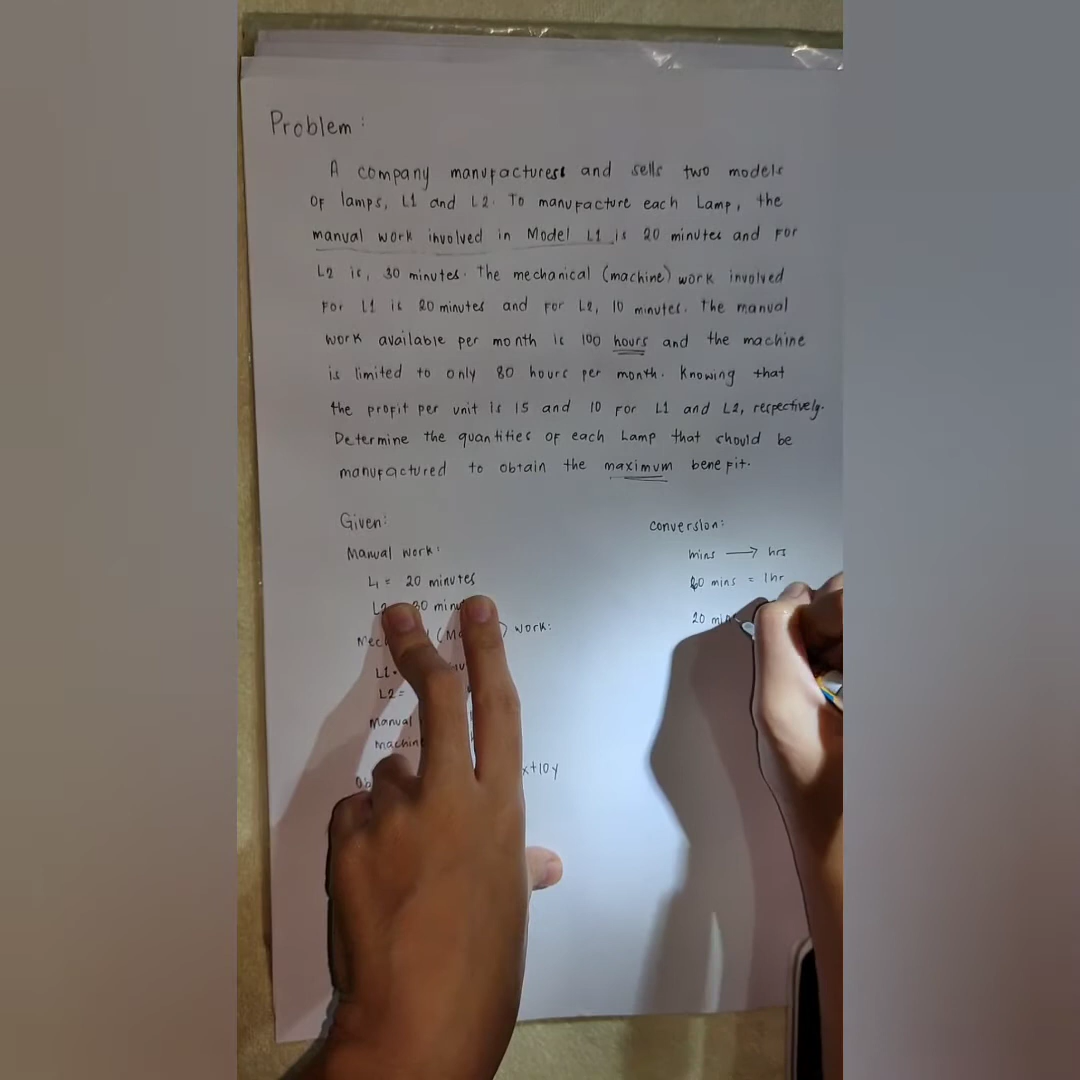 Problem:
A company manufactures and sells two models
of lamps, L1 and L2. To manufacture each Lamp, the
manual work involved in Model L1 is 20 minutes and for
L2 is, 30 minutes. The mechanical (machine) work involved
for L1 is 20 minutes and for L2, 10 minutes. The manual
work available per month is 100 hours and the machine
is limited to only 80 hours per month. Knowing that
the profit per unit is 15 and 10 for L1 and L2, respectively.
Determine the quantities of each Lamp that should be
manufactured to obtain the maximum benefit.
Given:
Manual work:
L1 = 20 minutes
L2 30
work:
L1
L2 =
Manual
x+10y
Conversion:
mins → hrs
60 mins = 1hr
20